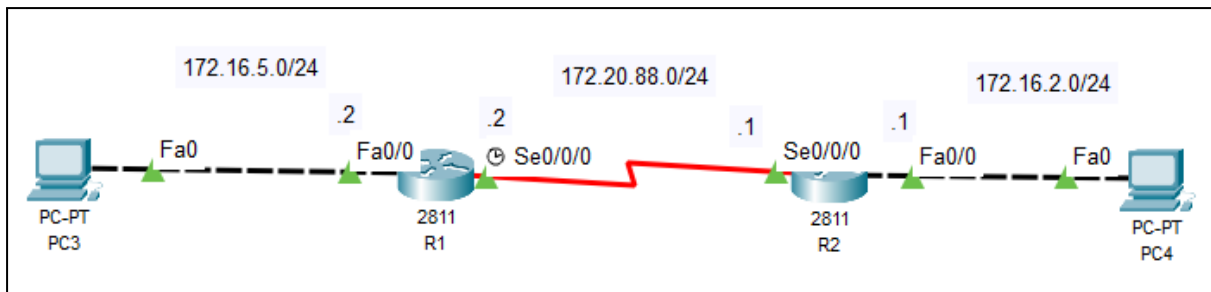 172.16.5.0/24
172.20.88.0/24
172.16.2.0/24
.2
.2
.1
.1
Fa0
Fa0/0
Se0/0/0
Se0/0/0
Fa0/0
Fa0
PC-PT
PC3
2811
R1
2811
R2
PC-PT
PC4